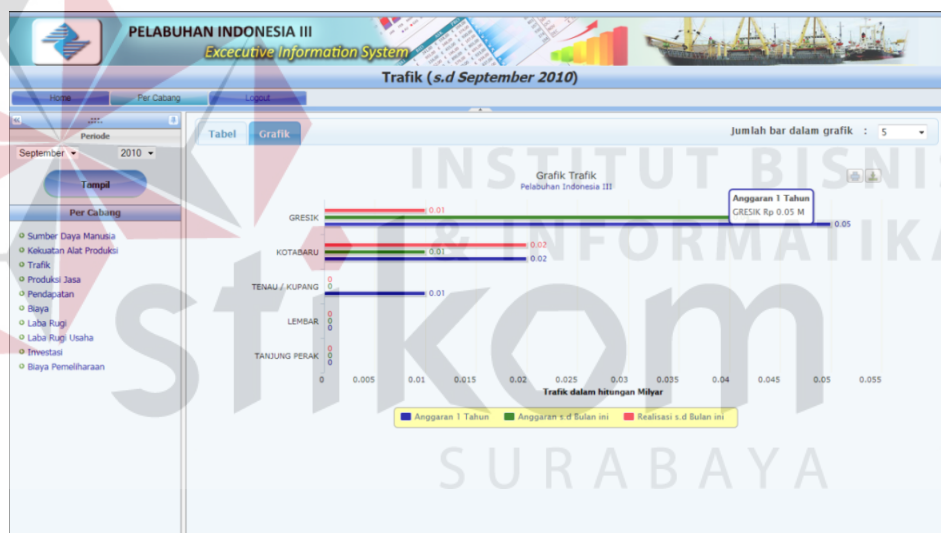 PELABUHAN INDONESIA III
Excecutive Information System
Trafik (s.d September 2010)
Home Per Cabang Logout
Periode
September 2010
Tampil
Per Cabang
Sumber Daya Manusia
Kekuatan Alat Produksi
Trafik
Produksi Jasa
Pendapatan
Biaya
Laba Rugi
Laba Rugi Usaha
Investasi
Biaya Pemeliharaan
Tabel Grafik
Jumlah bar dalam grafik : 5
Grafik Trafik
Pelabuhan Indonesia III
Anggaran 1 Tahun
GRESIK Rp 0.05 M
0.01
GRESIK
0.05
0.02
KOTABARU 0.01
0.02
0
TENAU / KUPANG 0
0.01
0
LEMBAR 0
0
0
TANJUNG PERAK 0
0
0 0.005 0.01 0.015 0.02 0.025 0.03 0.035 0.04 0.045 0.05 0.055
Trafik dalam hitungan Milyar
Anggaran 1 Tahun Anggaran s.d Bulan ini Realisasi s.d Bulan ini
INSTITUT BISNI
& INFORMATIKA
stikom
SURABAYA